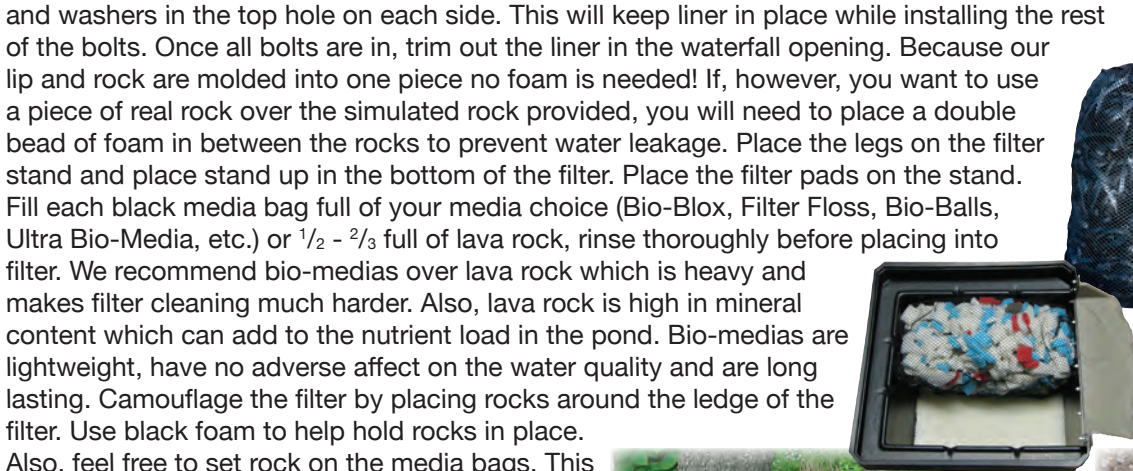 and washers in the top hole on each side. This will keep liner in place while installing the rest
of the bolts. Once all bolts are in, trim out the liner in the waterfall opening. Because our
lip and rock are molded into one piece no foam is needed! If, however, you want to use
a piece of real rock over the simulated rock provided, you will need to place a double
bead of foam in between the rocks to prevent water leakage. Place the legs on the filter
stand and place stand up in the bottom of the filter. Place the filter pads on the stand.
Fill each black media bag full of your media choice (Bio-Blox, Filter Floss, Bio-Balls,
Ultra Bio-Media, etc.) or 1/2 - 2/3 full of lava rock, rinse thoroughly before placing into
filter. We recommend bio-medias over lava rock which is heavy and
makes filter cleaning much harder. Also, lava rock is high in mineral
content which can add to the nutrient load in the pond. Bio-medias are
lightweight, have no adverse affect on the water quality and are long
lasting. Camouflage the filter by placing rocks around the ledge of the
filter. Use black foam to help hold rocks in place.
Also, feel free to set rock on the media bags. This